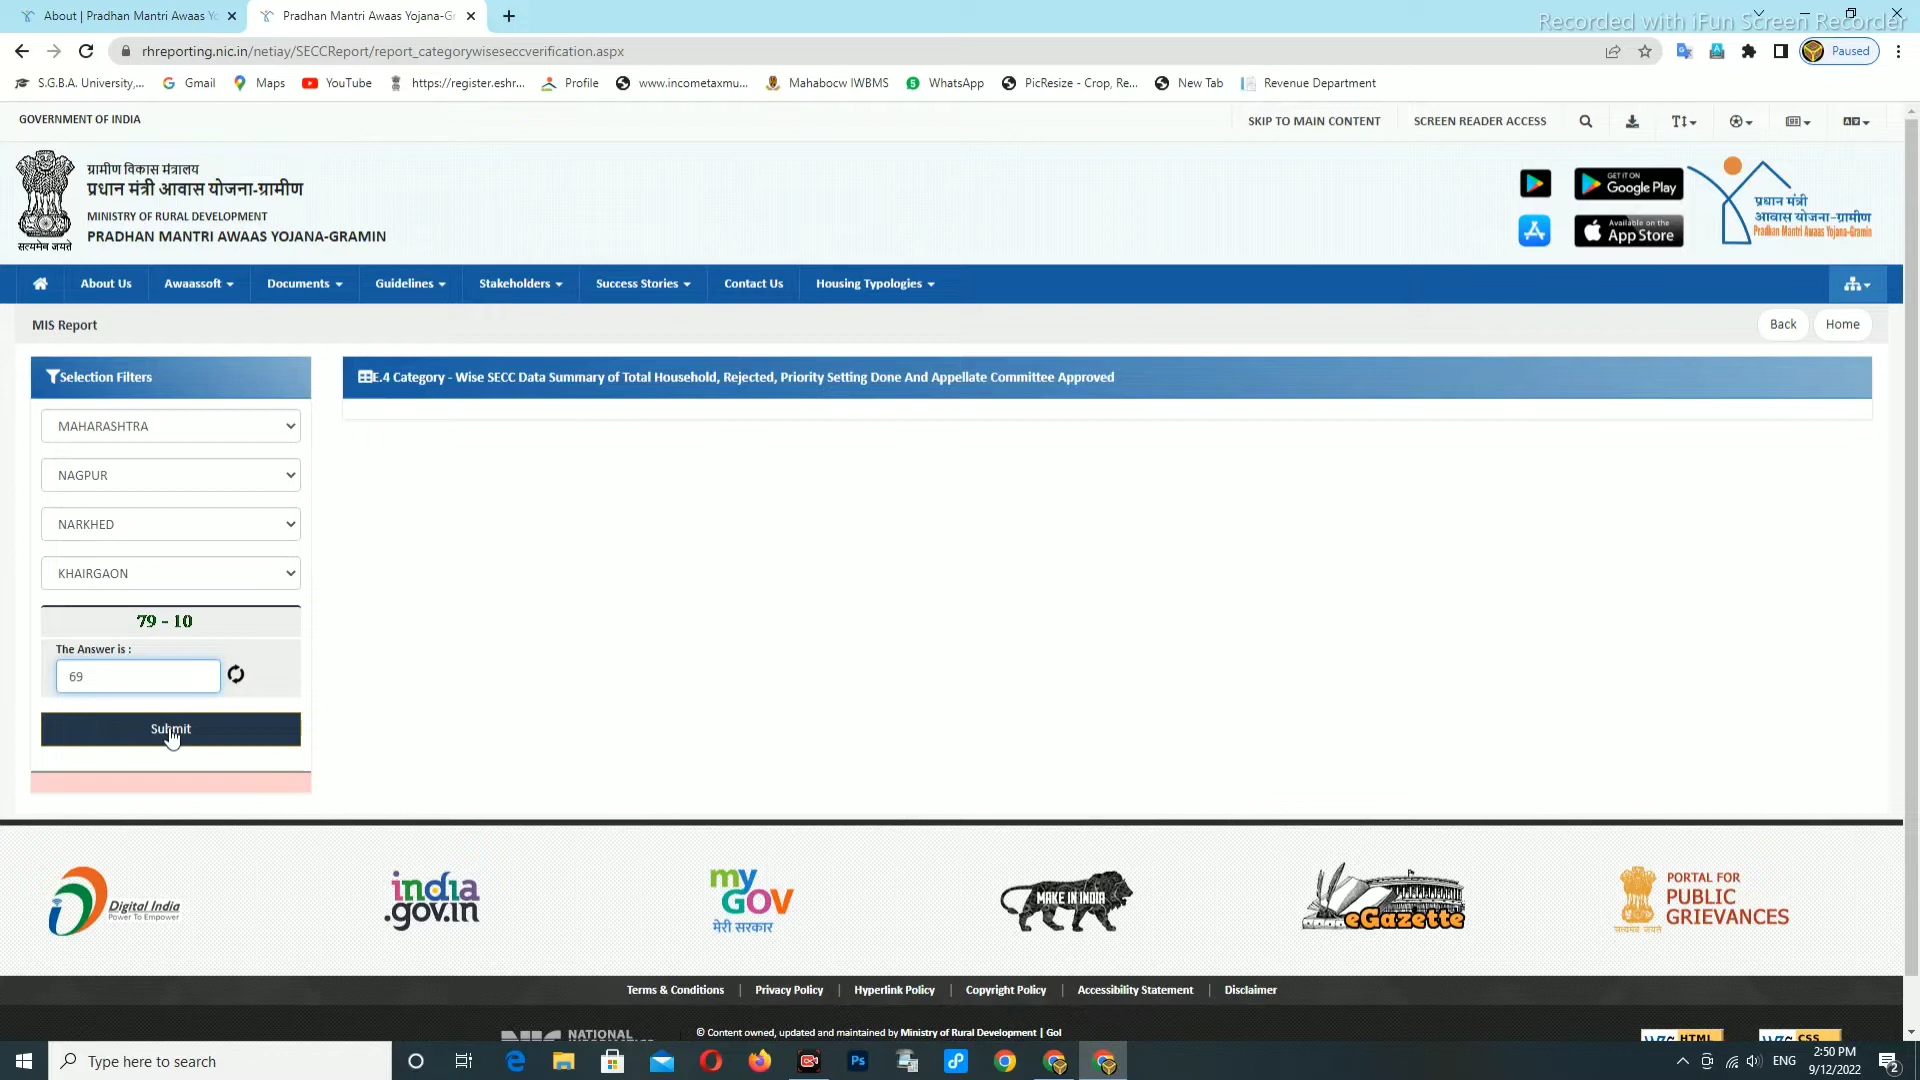 Recorded with iFun Screen Recorder
About | Pradhan Mantri Awaas Yo
Pradhan Mantri Awaas Yojana-Gr
rhreporting.nic.in/netiay/SECCReport/report_categorywiseseccverification.aspx
Paused
S.G.B.A. University,...
Gmail
Maps
YouTube
https://register.eshr...
Profile
www.incometaxmu...
Mahabocw IWBMS
WhatsApp
PicResize - Crop, Re...
New Tab
Revenue Department
GOVERNMENT OF INDIA
SKIP TO MAIN CONTENT
SCREEN READER ACCESS
ग्रामीण विकास मंत्रालय
प्रधान मंत्री आवास योजना-ग्रामीण
MINISTRY OF RURAL DEVELOPMENT
PRADHAN MANTRI AWAAS YOJANA-GRAMIN
सत्यमेव जयते
GET IT ON
Google Play
Available on the
App Store
प्रधान मंत्री
आवास योजना-ग्रामीण
Pradhan Mantri Awaas Yojana-Gramin
About Us
Awaassoft
Documents
Guidelines
Stakeholders
Success Stories
Contact Us
Housing Typologies
MIS Report
Back
Home
Selection Filters
E.4 Category - Wise SECC Data Summary of Total Household, Rejected, Priority Setting Done And Appellate Committee Approved
MAHARASHTRA
NAGPUR
NARKHED
KHAIRGAON
79 - 10
The Answer is :
69
Submit
Digital India
Power To Empower
india
.gov.in
my
GOV
मेरी सरकार
MAKE IN INDIA
eGazette
सत्यमेव जयते
PORTAL FOR
PUBLIC
GRIEVANCES
Terms & Conditions | Privacy Policy | Hyperlink Policy | Copyright Policy | Accessibility Statement | Disclaimer
NATIONAL
© Content owned, updated and maintained by Ministry of Rural Development | GoI
HTML
CSS
Type here to search
Ps
ENG
2:50 PM
9/12/2022
2